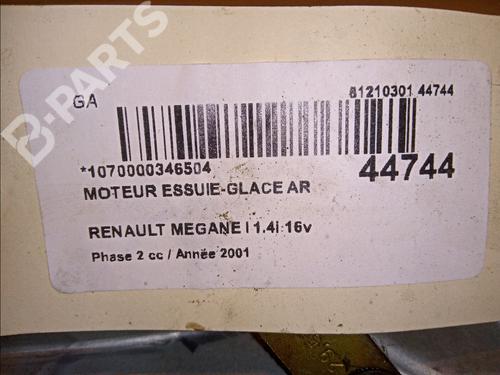 GA
81210301 44744
*1070000346504
44744
MOTEUR ESSUIE-GLACE AR
RENAULT MEGANE I 1.4i 16v
Phase 2 cc / Année 2001
B-PARTS